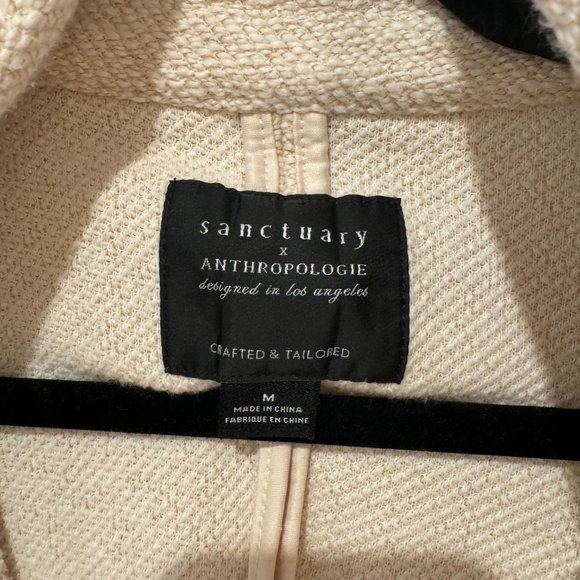 sanctuary
x
ANTHROPOLOGIE
designed in los angeles
CRAFTED & TAILORED
M
MADE IN CHINA
FABRIQUE EN CHINE